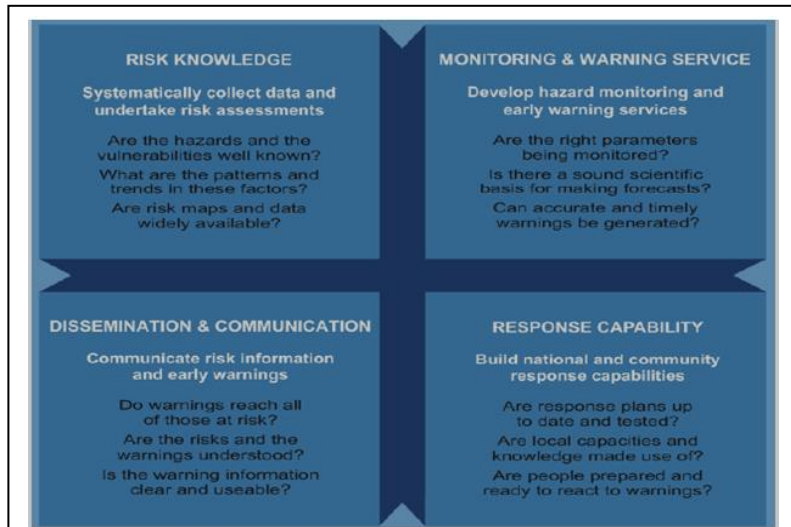 RISK KNOWLEDGE
Systematically collect data and
undertake risk assessments
Are the hazards and the
vulnerabilities well known?
What are the patterns and
trends in these factors?
Are risk maps and data
widely available?
MONITORING & WARNING SERVICE
Develop hazard monitoring and
early warning services
Are the right parameters
being monitored?
Is there a sound scientific
basis for making forecasts?
Can accurate and timely
warnings be generated?
DISSEMINATION & COMMUNICATION
Communicate risk information
and early warnings
Do warnings reach all
of those at risk?
Are the risks and the
warnings understood?
Is the warning information
clear and useable?
RESPONSE CAPABILITY
Build national and community
response capabilities
Are response plans up
to date and tested?
Are local capacities and
knowledge made use of?
Are people prepared and
ready to react to warnings?